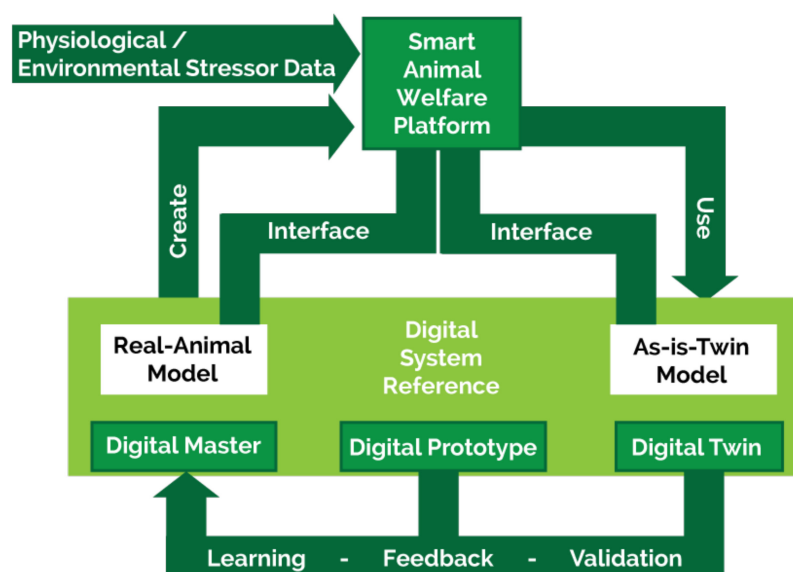 Physiological /
Environmental Stressor Data
Smart
Animal
Welfare
Platform
Create
Interface
Interface
Use
Real-Animal
Model
Digital
System
Reference
As-is-Twin
Model
Digital Master
Digital Prototype
Digital Twin
Learning - Feedback - Validation